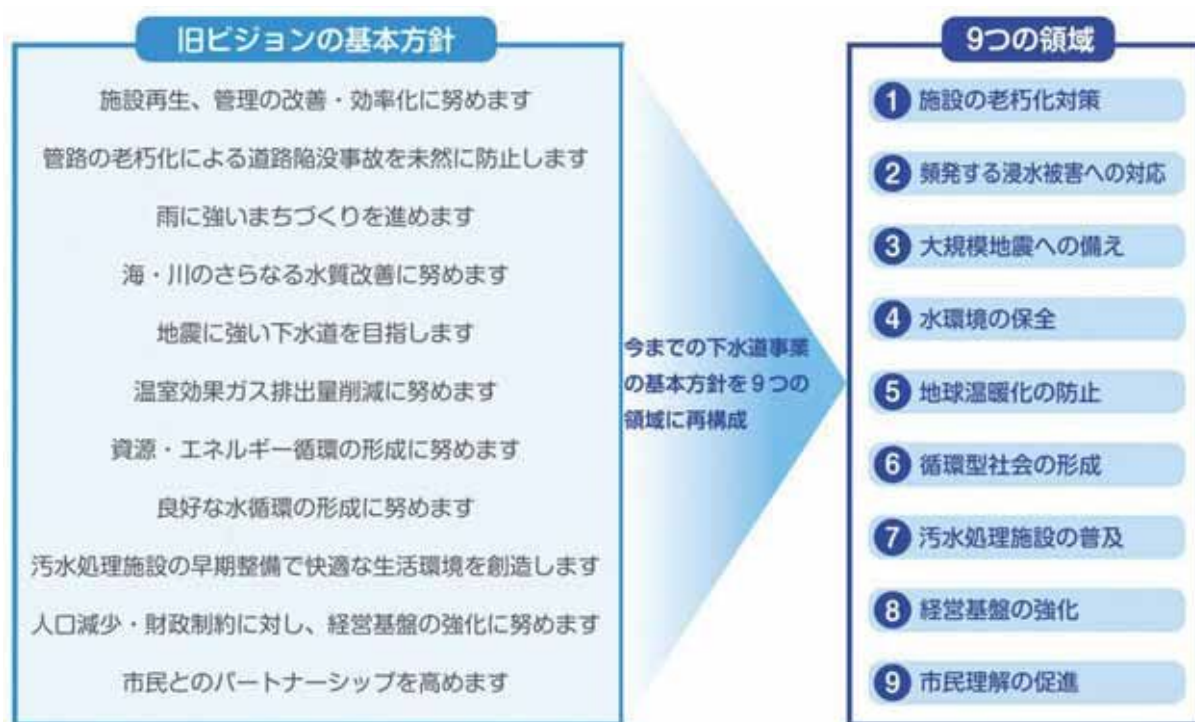 旧ビジョンの基本方針
施設再生、管理の改善・効率化に努めます
管路の老朽化による道路陥没事故を未然に防止します
雨に強いまちづくりを進めます
海・川のさらなる水質改善に努めます
地震に強い下水道を目指します
温室効果ガス排出量削減に努めます
資源・エネルギー循環の形成に努めます
良好な水循環の形成に努めます
汚水処理施設の早期整備で快適な生活環境を創造します
人口減少・財政制約に対し、経営基盤の強化に努めます
市民とのパートナーシップを高めます
今までの下水道事業
の基本方針を9つの
領域に再構成
9つの領域
1 施設の老朽化対策
2 頻発する浸水被害への対応
3 大規模地震への備え
4 水環境の保全
5 地球温暖化の防止
6 循環型社会の形成
7 汚水処理施設の普及
8 経営基盤の強化
9 市民理解の促進